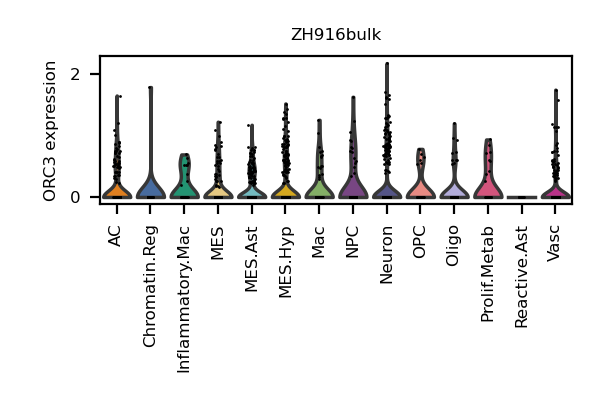 ZH916bulk
ORC3 expression
2
0
AC
Chromatin.Reg
Inflammatory.Mac
MES
MES.Ast
MES.Hyp
Mac
NPC
Neuron
OPC
Oligo
Prolif.Metab
Reactive.Ast
Vasc